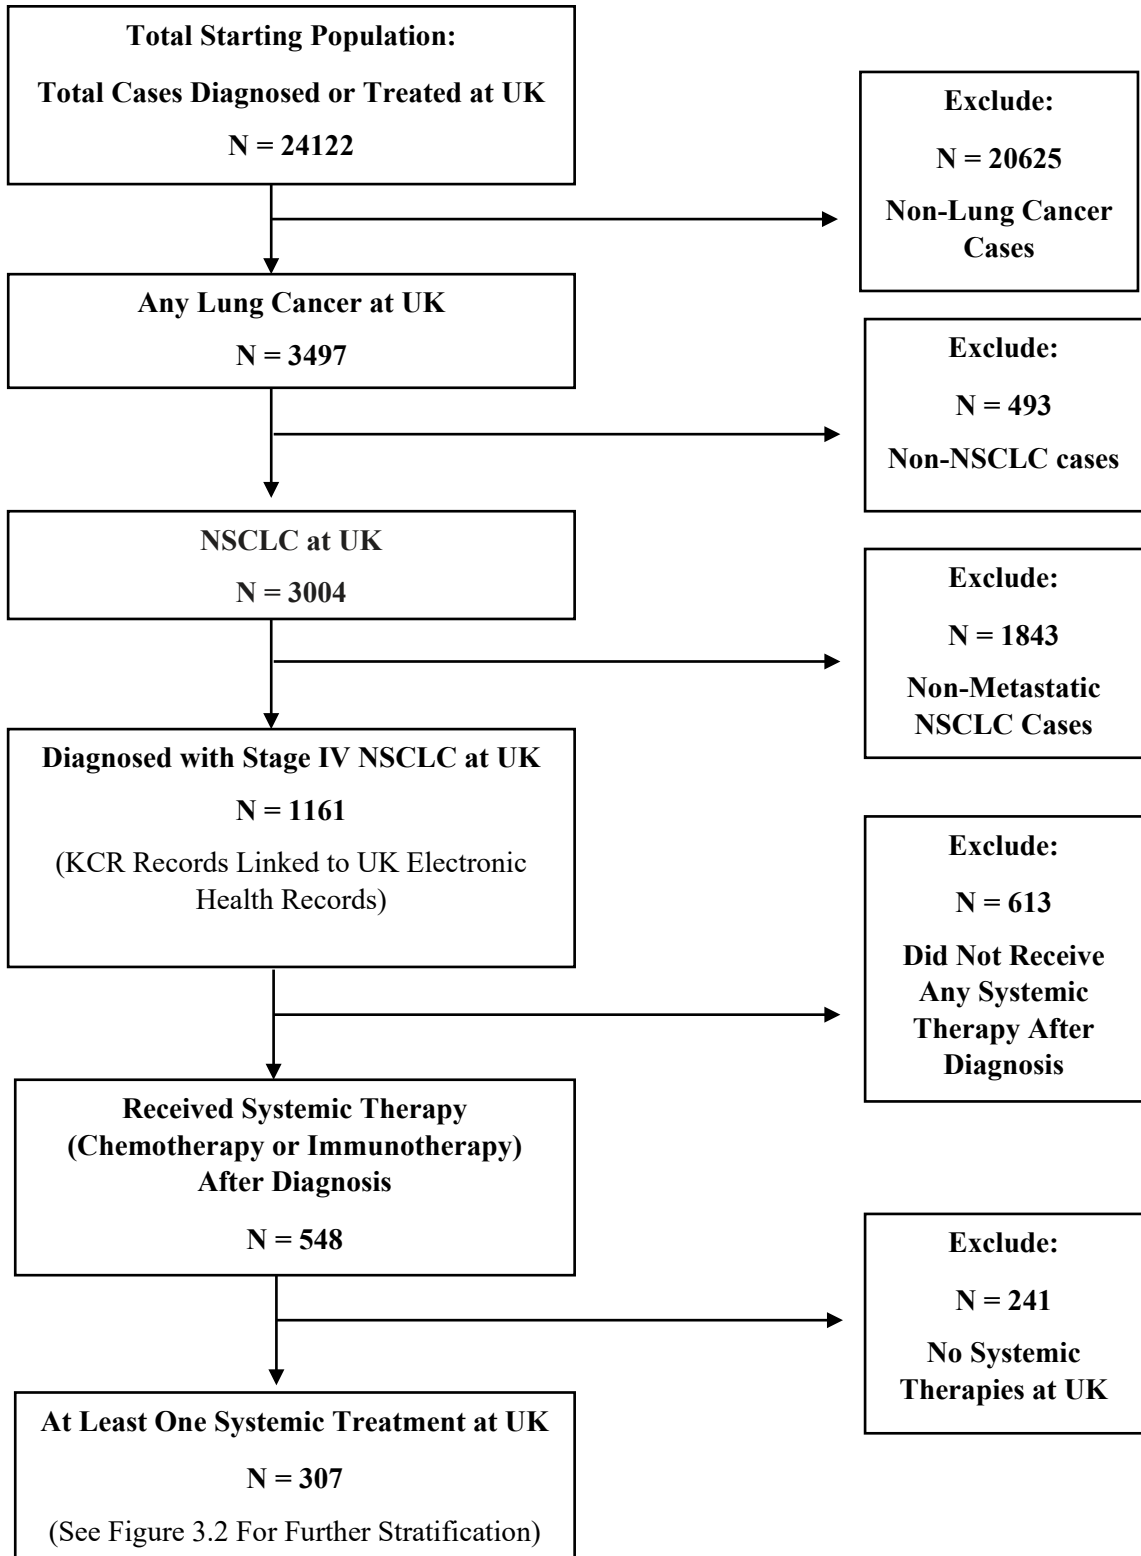 Total Starting Population:
Total Cases Diagnosed or Treated at UK
N = 24122
Exclude:
N = 20625
Non-Lung Cancer
Cases
Any Lung Cancer at UK
N = 3497
Exclude:
N = 493
Non-NSCLC cases
NSCLC at UK
N = 3004
Exclude:
N = 1843
Non-Metastatic
NSCLC Cases
Diagnosed with Stage IV NSCLC at UK
N = 1161
(KCR Records Linked to UK Electronic
Health Records)
Exclude:
N = 613
Did Not Receive
Any Systemic
Therapy After
Diagnosis
Received Systemic Therapy
(Chemotherapy or Immunotherapy)
After Diagnosis
N = 548
Exclude:
N = 241
No Systemic
Therapies at UK
At Least One Systemic Treatment at UK
N = 307
(See Figure 3.2 For Further Stratification)